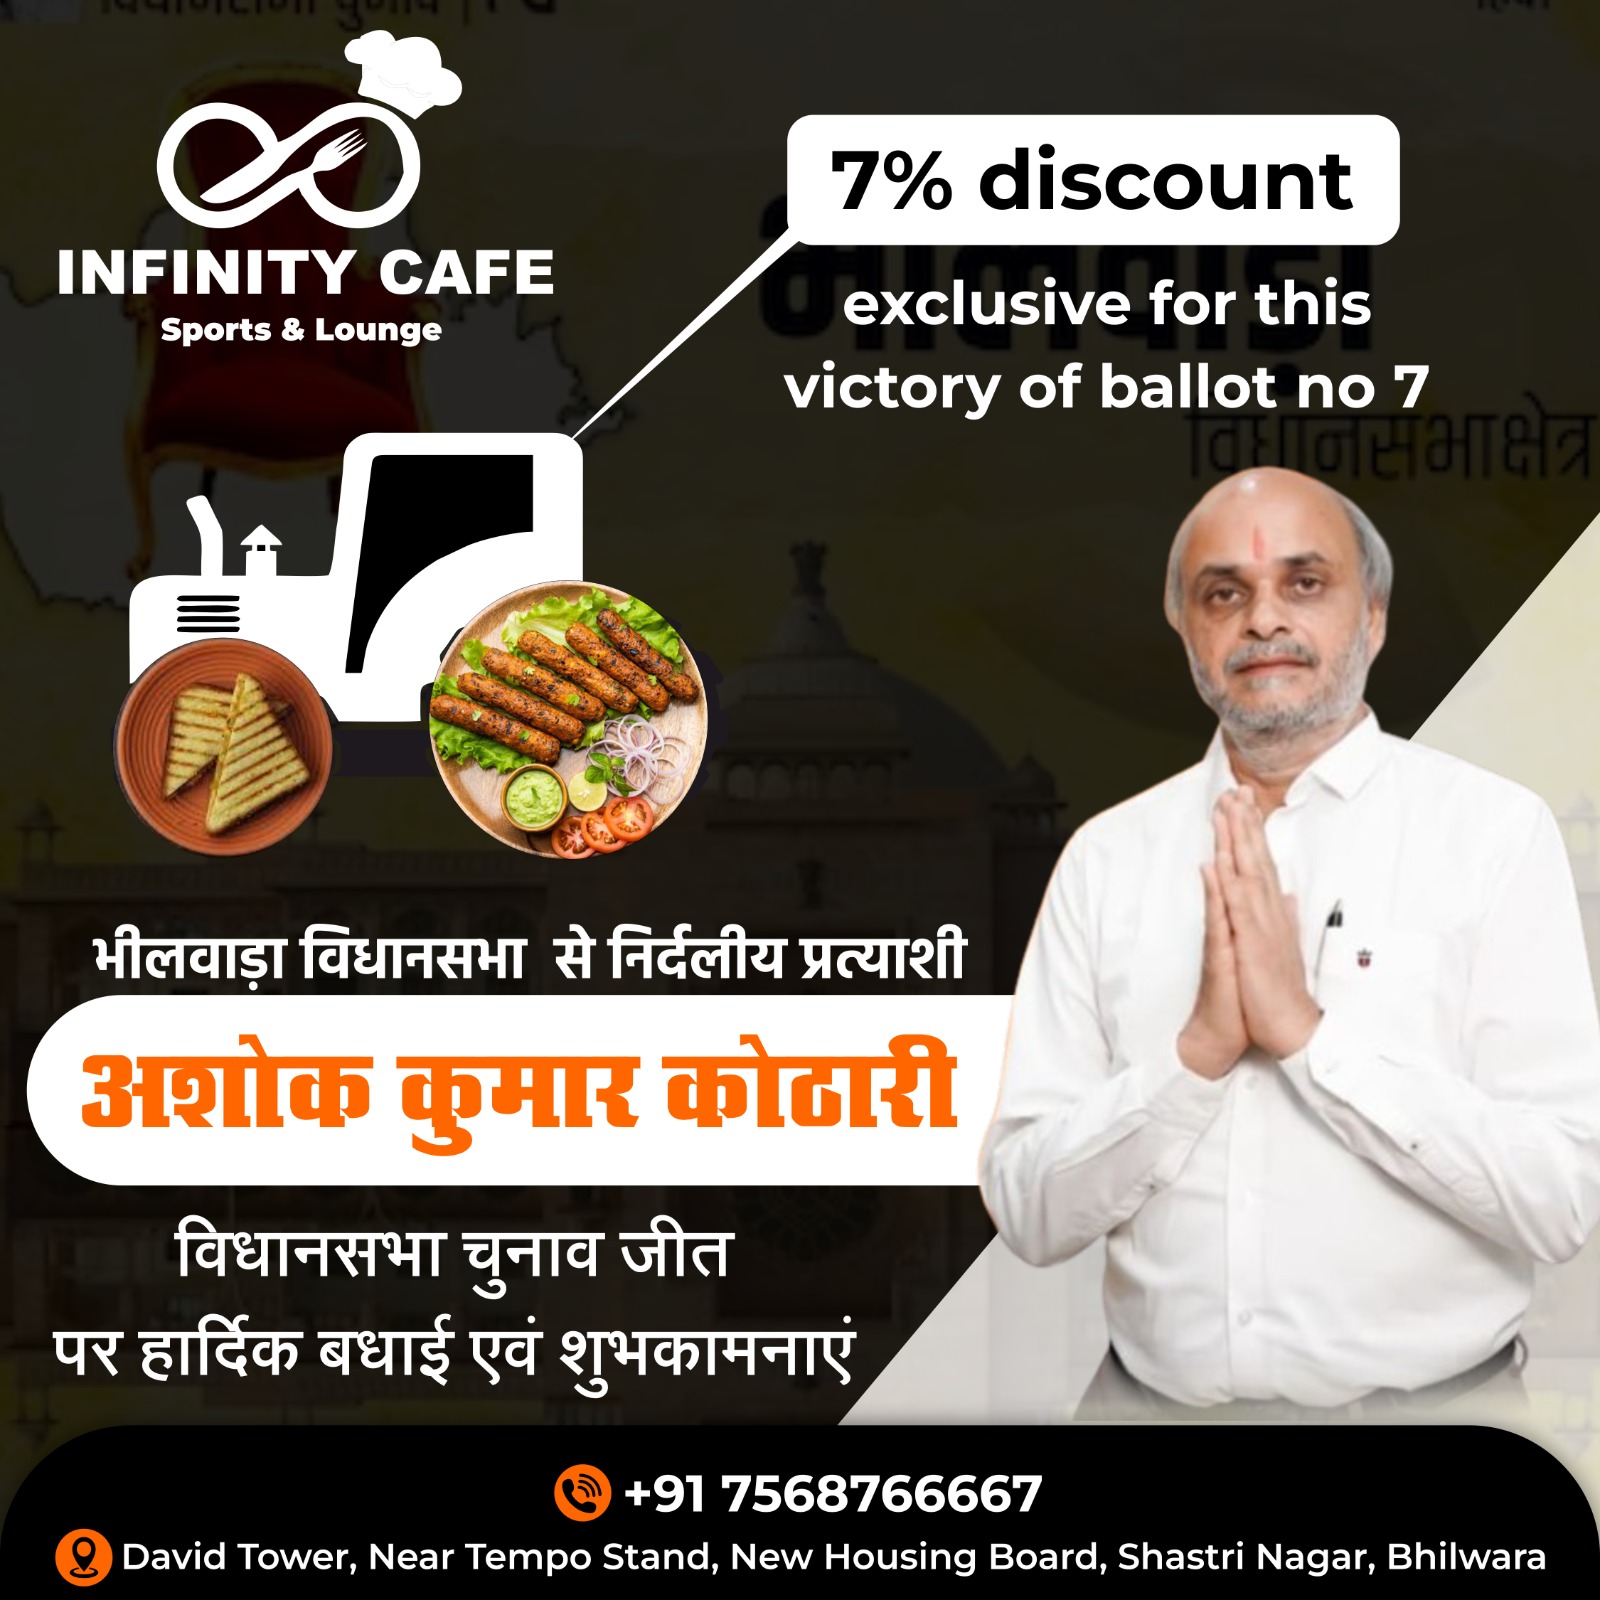 INFINITY CAFE
Sports & Lounge
7% discount
exclusive for this
victory of ballot no 7
विधानसभाक्षेत्र
भीलवाड़ा विधानसभा से निर्दलीय प्रत्याशी
अशोक कुमार कोठारी
विधानसभा चुनाव जीत
पर हार्दिक बधाई एवं शुभकामनाएं
+91 7568766667
David Tower, Near Tempo Stand, New Housing Board, Shastri Nagar, Bhilwara